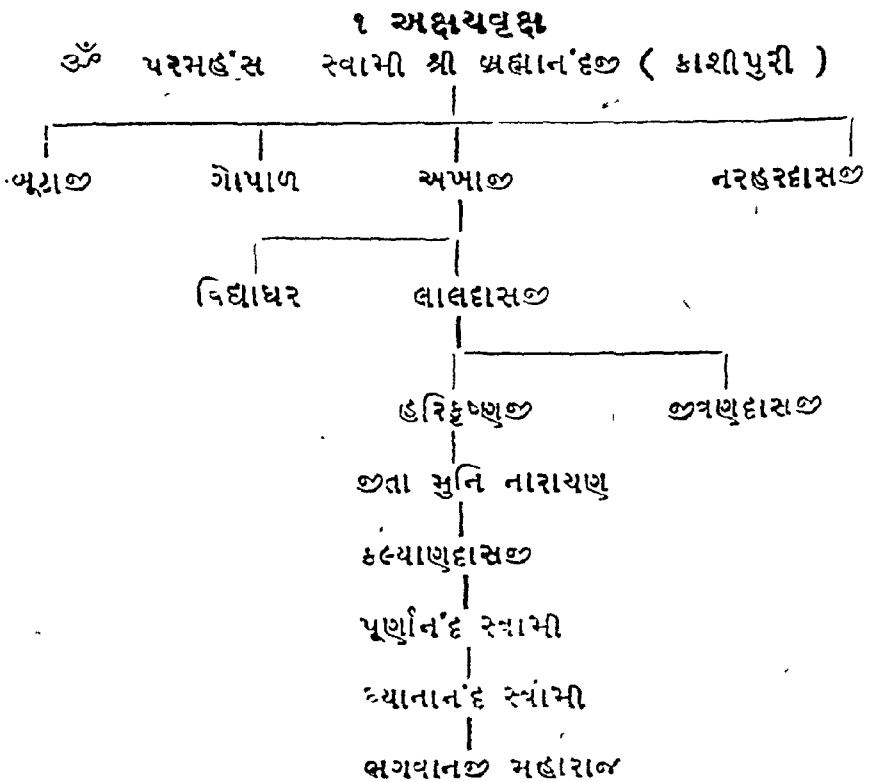 ૧ અક્ષયવૃક્ષ
ૐ પરમહંસ સ્વામી શ્રી બ્રહ્માનંદજી ( કાશીપુરી )
બૂટાજી ગોપાળ અખાજી નરહરદાસજી
વિદ્યાધર લાલદાસજી
હરિકૃષ્ણજી જીવણદાસજી
જીતા મુનિ નારાયણ
કલ્યાણદાસજી
પૂર્ણાનંદ સ્વામી
ધ્યાનાનંદ સ્વામી
ભગવાનજી મહારાજ